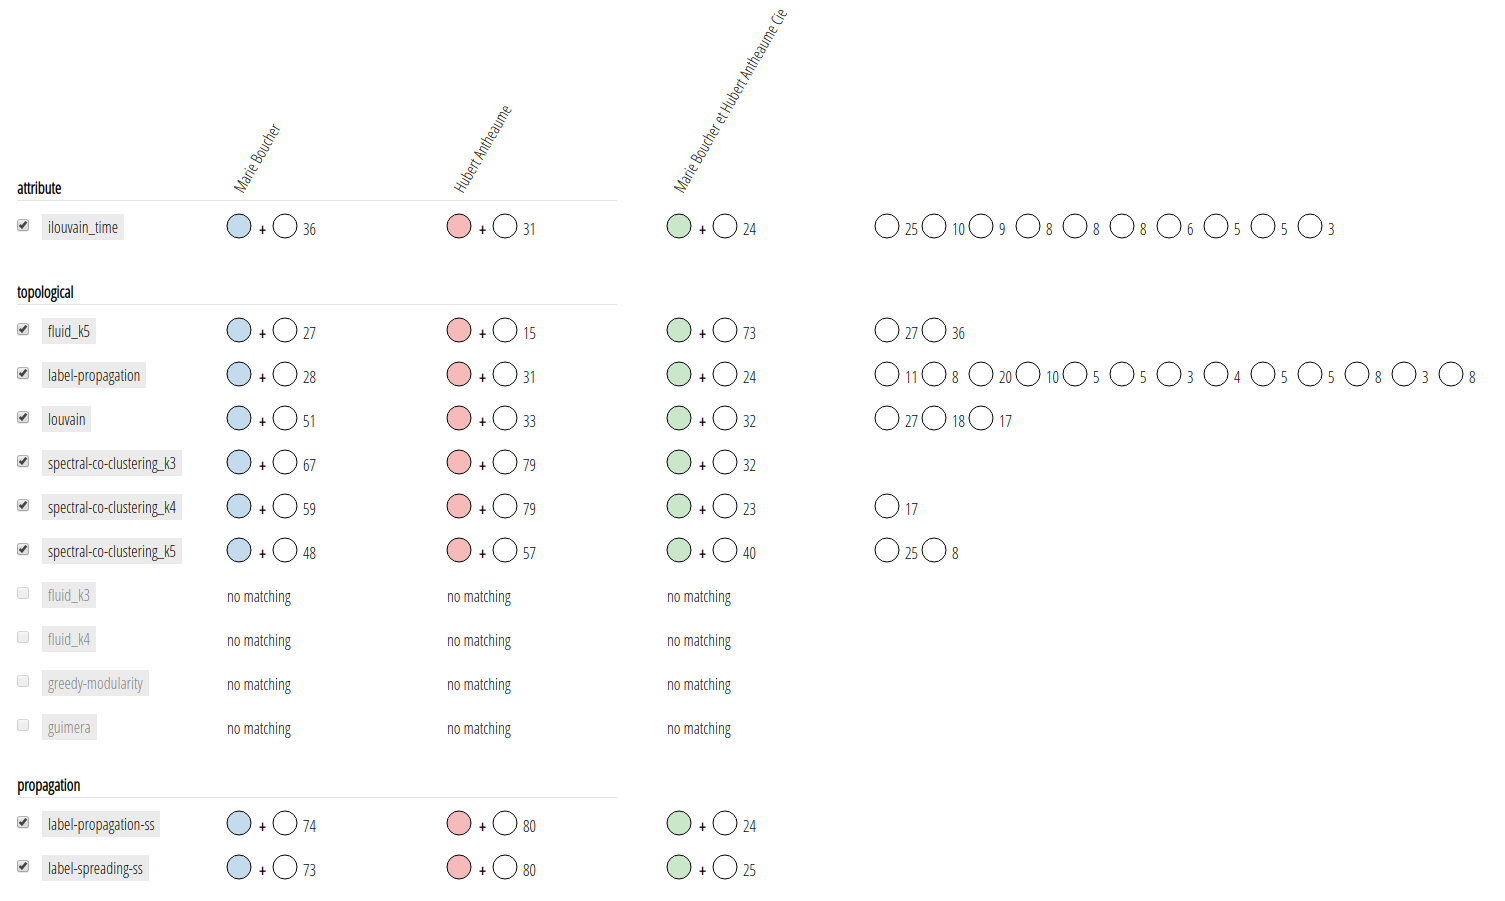 Marie Boucher
Hubert Antheaume
Marie Boucher et Hubert Antheaume Cie
attribute
ilouvain_time + 36 + 31 + 24 25 10 9 8 8 8 6 5 5 3
topological
fluid_k5 + 27 + 15 + 73 27 36
label-propagation + 28 + 31 + 24 11 8 20 10 5 5 3 4 5 5 8 3 8
louvain + 51 + 33 + 32 27 18 17
spectral-co-clustering_k3 + 67 + 79 + 32
spectral-co-clustering_k4 + 59 + 79 + 23 17
spectral-co-clustering_k5 + 48 + 57 + 40 25 8
fluid_k3 no matching no matching no matching
fluid_k4 no matching no matching no matching
greedy-modularity no matching no matching no matching
guimera no matching no matching no matching
propagation
label-propagation-ss + 74 + 80 + 24
label-spreading-ss + 73 + 80 + 25